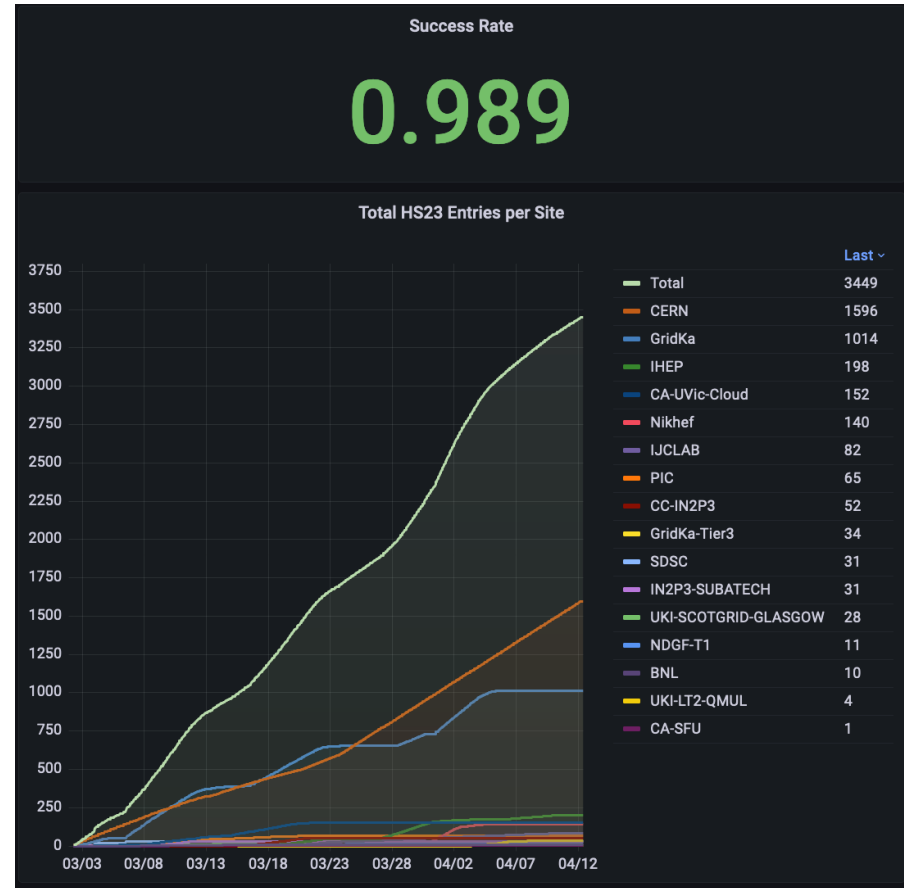 Success Rate
0.989
Total HS23 Entries per Site
Last
3750
3500
3250
3000
2750
2500
2250
2000
1750
1500
1250
1000
750
500
250
0
03/03 03/08 03/13 03/18 03/23 03/28 04/02 04/07 04/12
Total 3449
CERN 1596
GridKa 1014
IHEP 198
CA-UVic-Cloud 152
Nikhef 140
IJCLAB 82
PIC 65
CC-IN2P3 52
GridKa-Tier3 34
SDSC 31
IN2P3-SUBATECH 31
UKI-SCOTGRID-GLASGOW 28
NDGF-T1 11
BNL 10
UKI-LT2-QMUL 4
CA-SFU 1